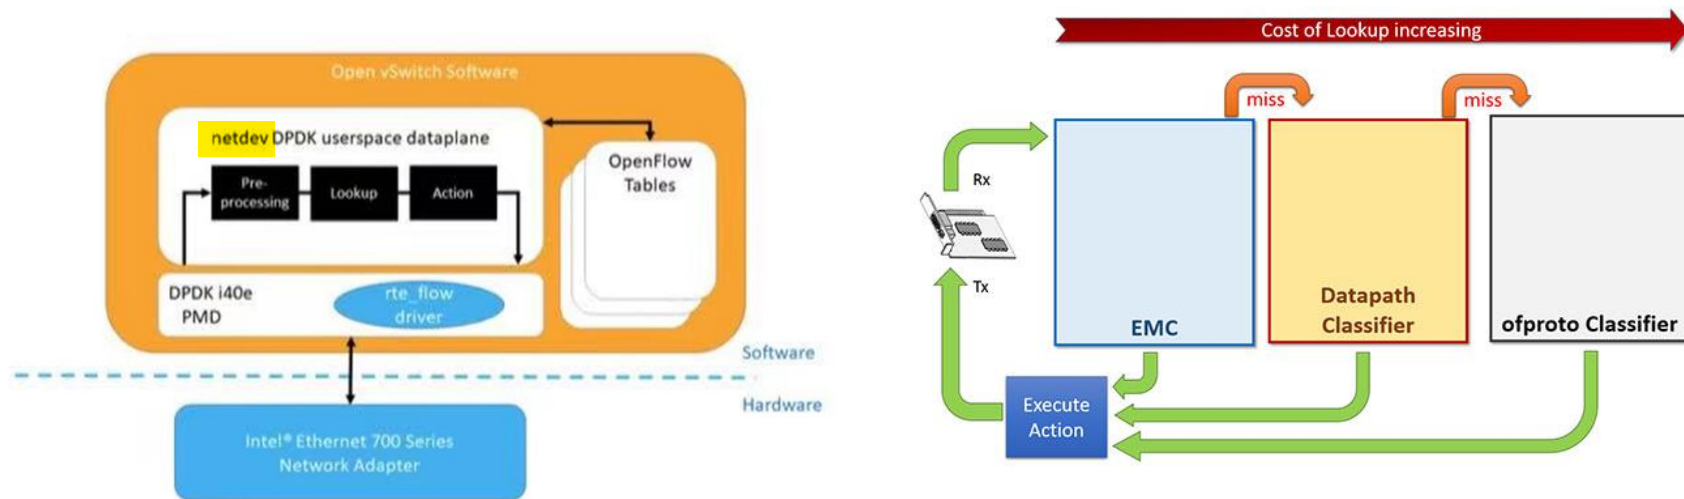 Open vSwitch Software
netdev DPDK userspace dataplane
Pre-
processing
Lookup
Action
OpenFlow
Tables
DPDK i40e
PMD
rte_flow
driver
Software
Hardware
Intel® Ethernet 700 Series
Network Adapter
Cost of Lookup increasing
miss
miss
Rx
Tx
EMC
Datapath
Classifier
ofproto Classifier
Execute
Action